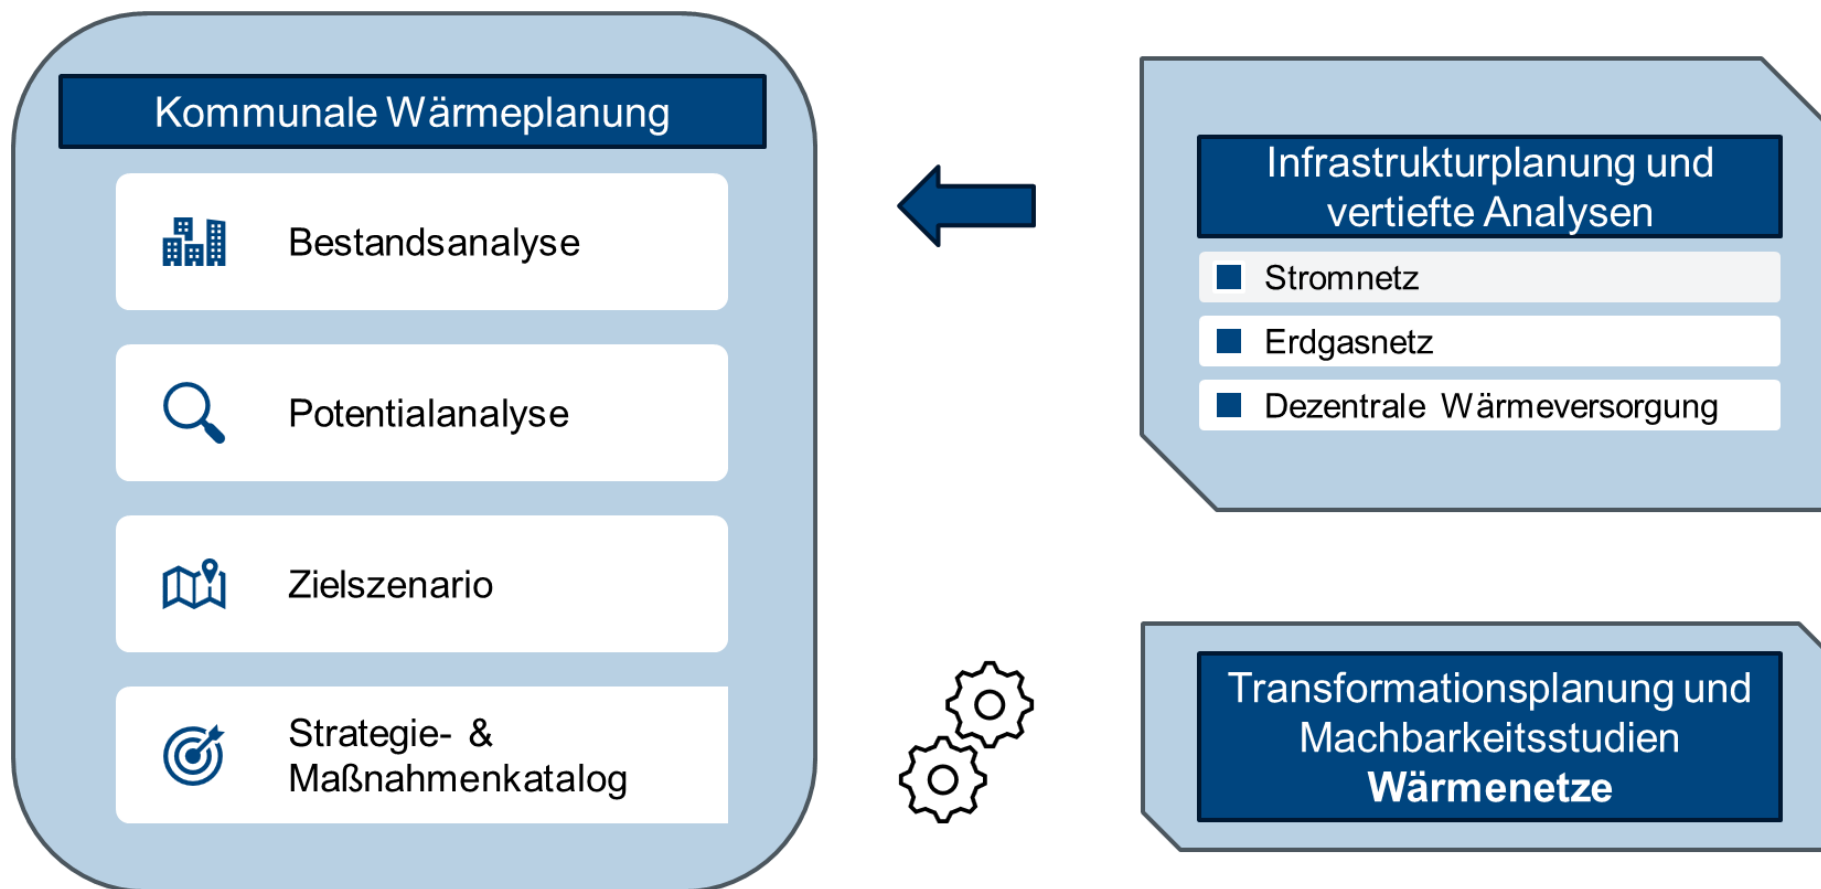 Kommunale Wärmeplanung
Bestandsanalyse
Potentialanalyse
Zielszenario
Strategie- &
Maßnahmenkatalog
Infrastrukturplanung und
vertiefte Analysen
Stromnetz
Erdgasnetz
Dezentrale Wärmeversorgung
Transformationsplanung und
Machbarkeitsstudien
Wärmenetze